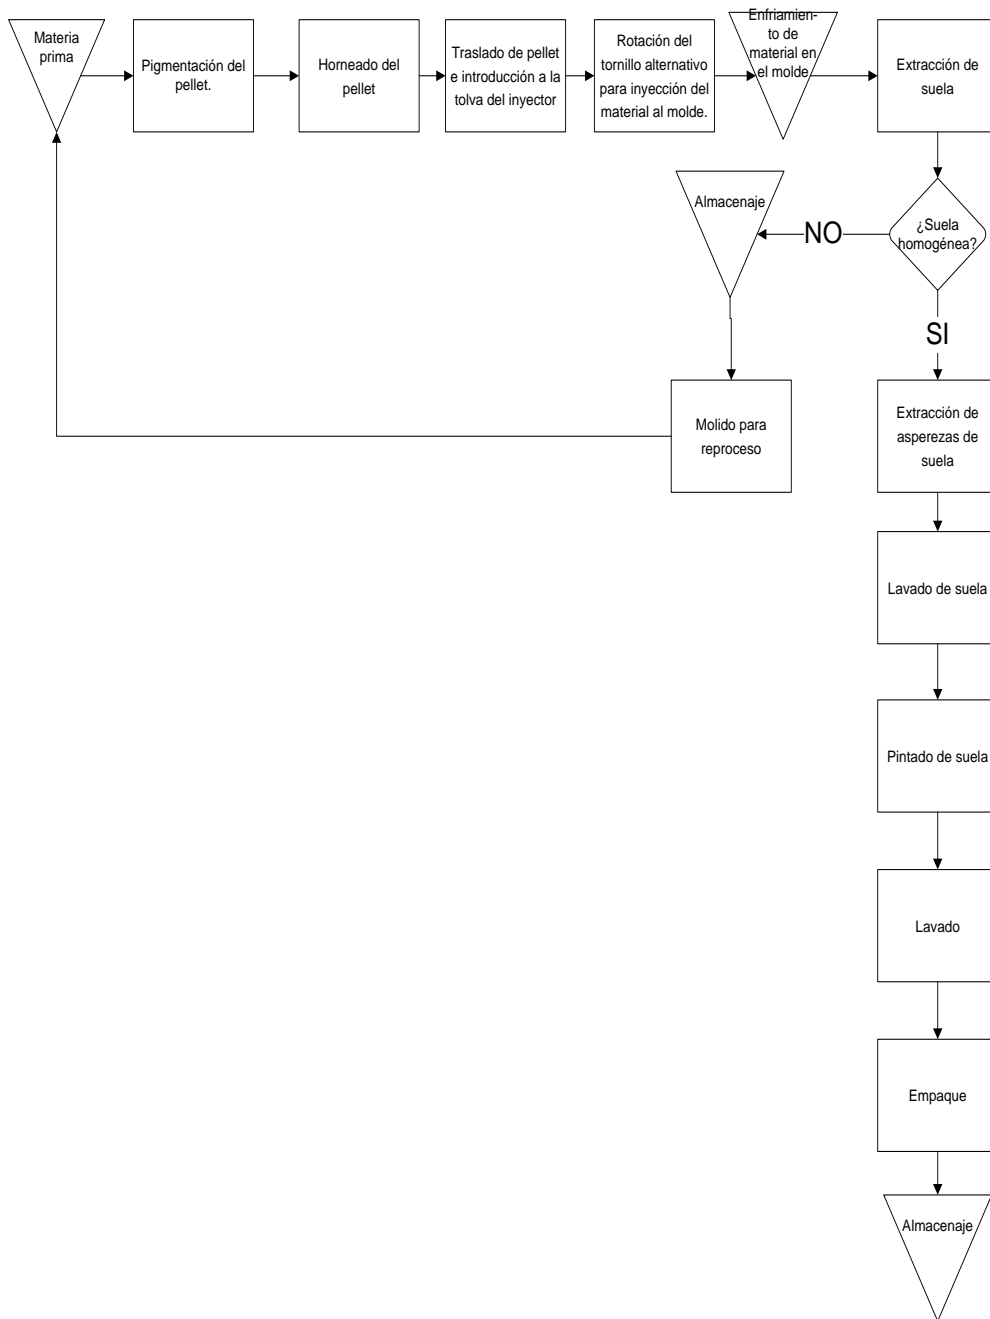 Materia
prima
Pigmentación del
pellet.
Horneado del
pellet
Traslado de pellet
e introducción a la
tolva del inyector
Rotación del
tornillo alternativo
para inyección del
material al molde.
Enfriamien-
to de
material en
el molde
Extracción de
suela
Almacenaje
NO
¿Suela
homogénea?
SI
Molido para
reproceso
Extracción de
asperezas de
suela
Lavado de suela
Pintado de suela
Lavado
Empaque
Almacenaje